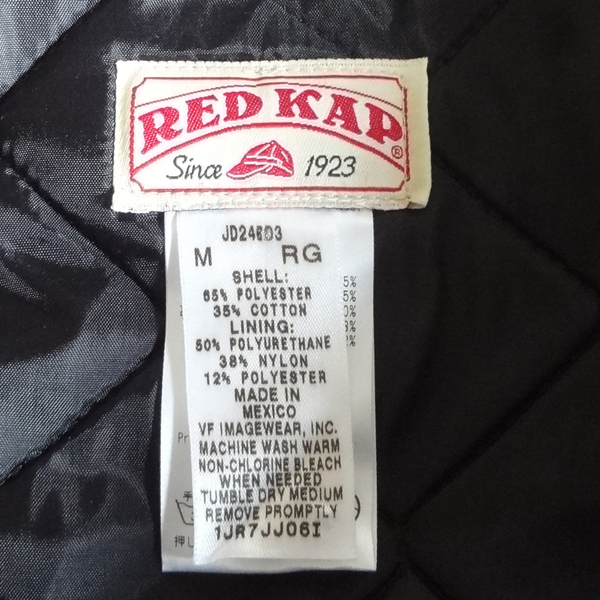 RED KAP®
Since 1923
M RG
SHELL:
65% POLYESTER
35% COTTON
LINING:
50% POLYURETHANE
38% NYLON
12% POLYESTER
MADE IN
MEXICO
VF IMAGEWEAR, INC.
MACHINE WASH WARM
NON-CHLORINE BLEACH
WHEN NEEDED
TUMBLE DRY MEDIUM
REMOVE PROMPTLY
1JR7JJ06I